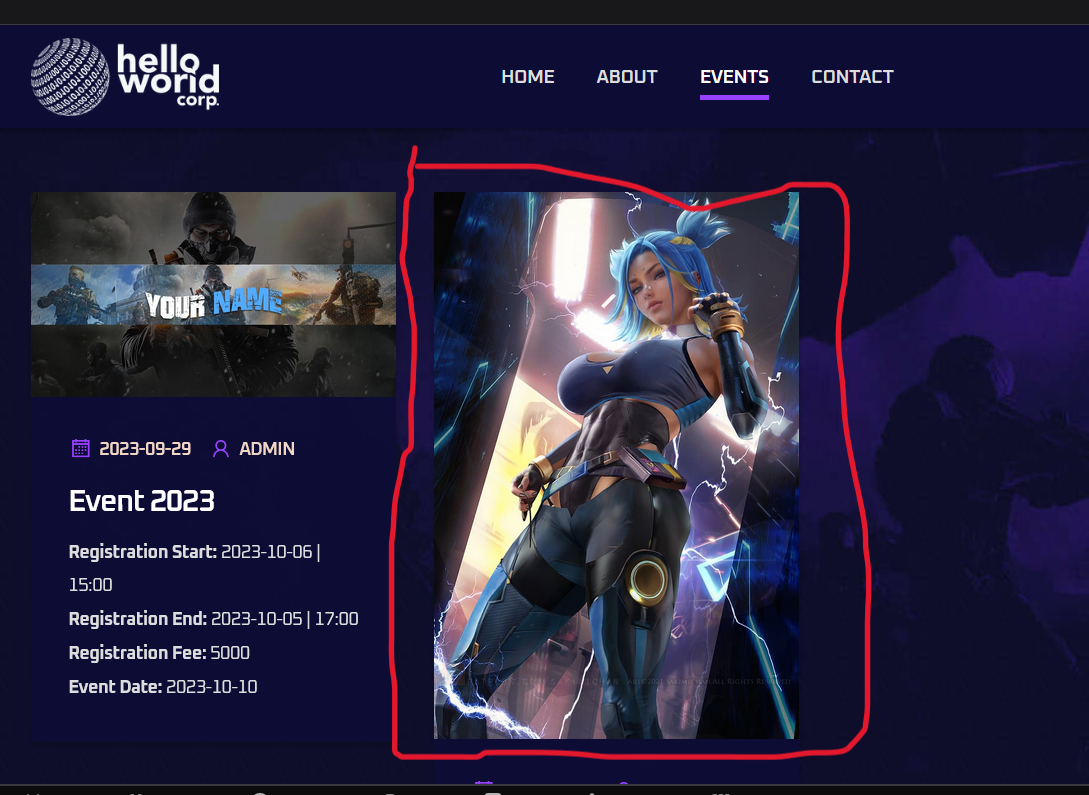 hello
world
corp.
HOME ABOUT EVENTS CONTACT
YOUR NAME
2023-09-29 ADMIN
Event 2023
Registration Start: 2023-10-06 |
15:00
Registration End: 2023-10-05 | 17:00
Registration Fee: 5000
Event Date: 2023-10-10